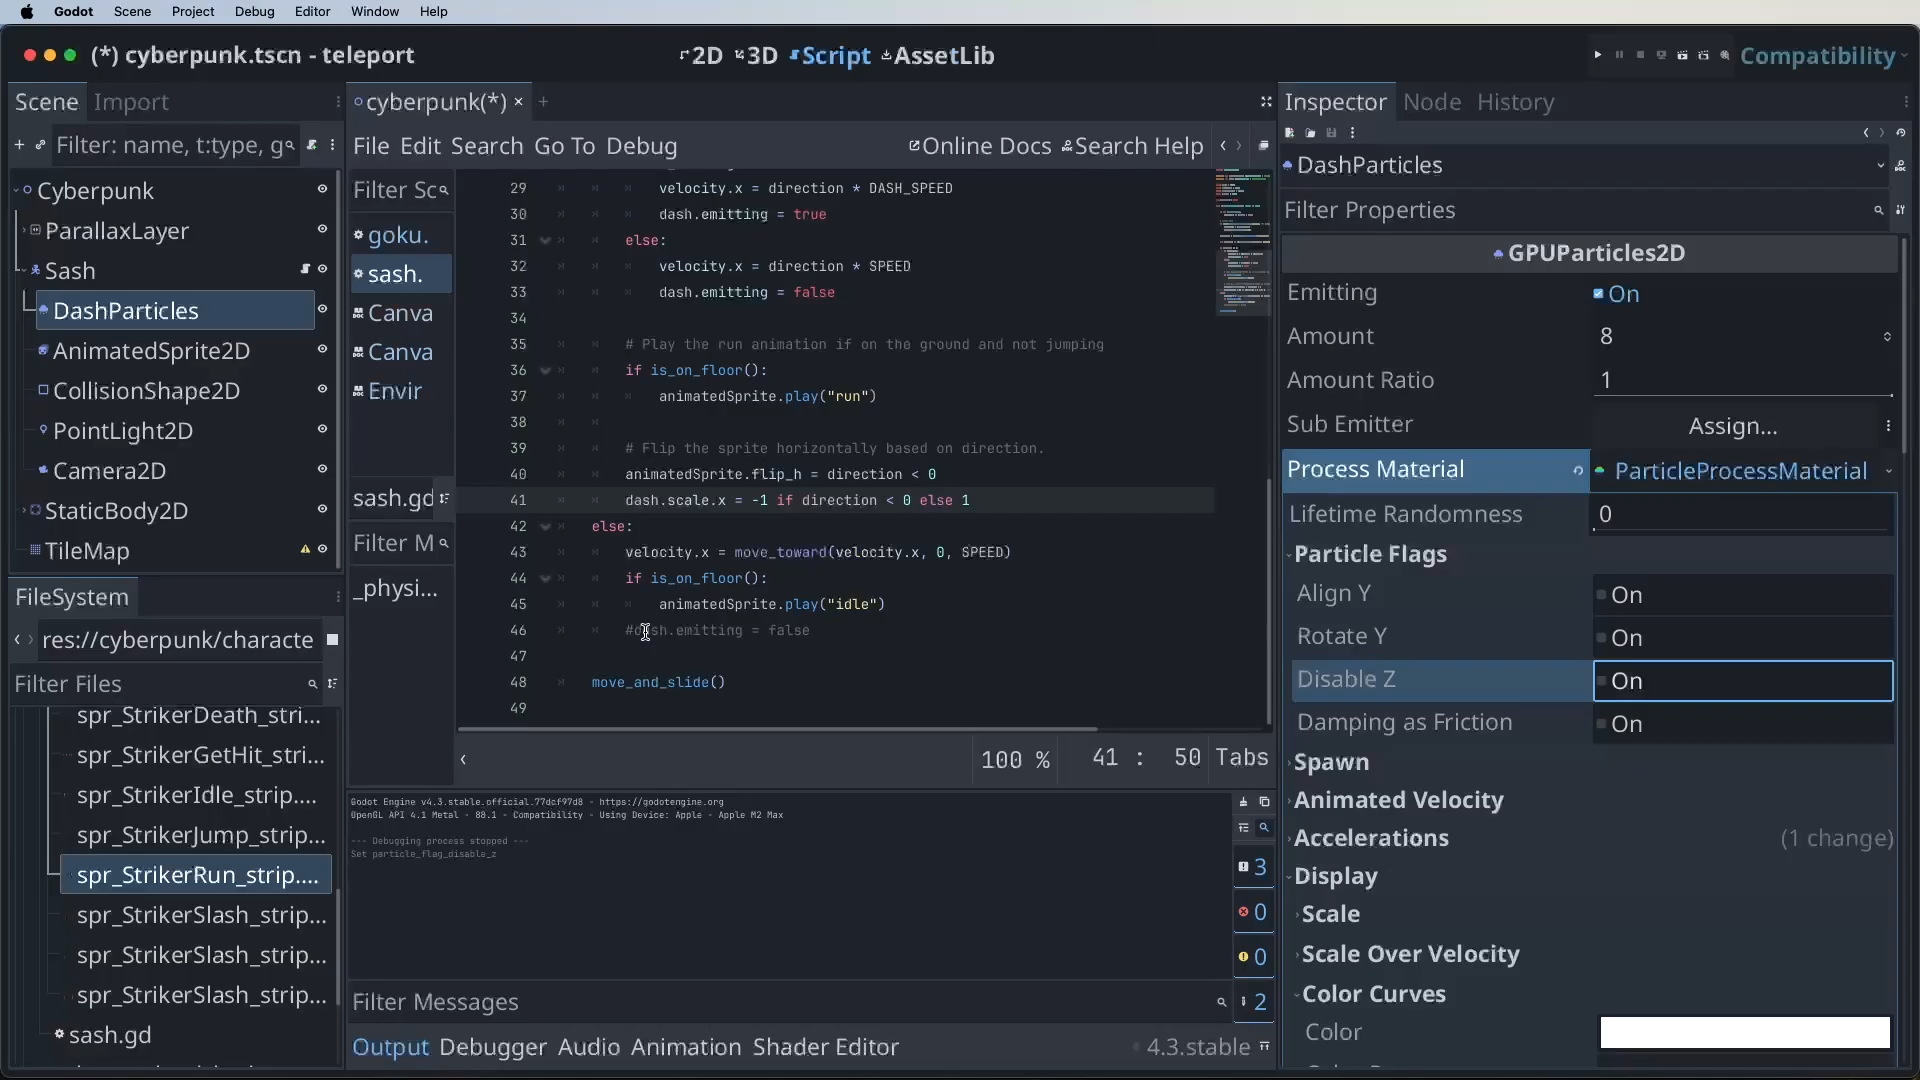 Godot Scene Project Debug Editor Window Help
(*) cyberpunk.tscn - teleport
2D 3D Script AssetLib
Compatibility
Scene Import
Filter: name, t:type, g
Cyberpunk
ParallaxLayer
Sash
DashParticles
AnimatedSprite2D
CollisionShape2D
PointLight2D
Camera2D
StaticBody2D
TileMap
FileSystem
res://cyberpunk/characte
Filter Files
spr_StrikerDeath_stri...
spr_StrikerGetHit_stri...
spr_StrikerIdle_strip....
spr_StrikerJump_strip...
spr_StrikerRun_strip....
spr_StrikerSlash_strip...
spr_StrikerSlash_strip...
spr_StrikerSlash_strip...
sash.gd
cyberpunk(*) × +
File Edit Search Go To Debug
Online Docs Search Help
Filter Sc
goku.
sash.
Canva
Canva
Envir
sash.gd
Filter M
_physi...
29 velocity.x = direction * DASH_SPEED
30 dash.emitting = true
31 else:
32 velocity.x = direction * SPEED
33 dash.emitting = false
34
35 # Play the run animation if on the ground and not jumping
36 if is_on_floor():
37 animatedSprite.play("run")
38
39 # Flip the sprite horizontally based on direction.
40 animatedSprite.flip_h = direction < 0
41 dash.scale.x = -1 if direction < 0 else 1
42 else:
43 velocity.x = move_toward(velocity.x, 0, SPEED)
44 if is_on_floor():
45 animatedSprite.play("idle")
46 #dash.emitting = false
47
48 move_and_slide()
49
100 % 41 : 50 Tabs
Godot Engine v4.3.stable.official.77dcf97d8 - https://godotengine.org
OpenGL API 4.1 Metal - 88.1 - Compatibility - Using Device: Apple - Apple M2 Max
--- Debugging process stopped ---
Set particle_flag_disable_z
3
0
0
2
Filter Messages
Output Debugger Audio Animation Shader Editor
4.3.stable
Inspector Node History
DashParticles
Filter Properties
GPUParticles2D
Emitting On
Amount 8
Amount Ratio 1
Sub Emitter Assign...
Process Material ParticleProcessMaterial
Lifetime Randomness 0
Particle Flags
Align Y On
Rotate Y On
Disable Z On
Damping as Friction On
Spawn
Animated Velocity
Accelerations (1 change)
Display
Scale
Scale Over Velocity
Color Curves
Color